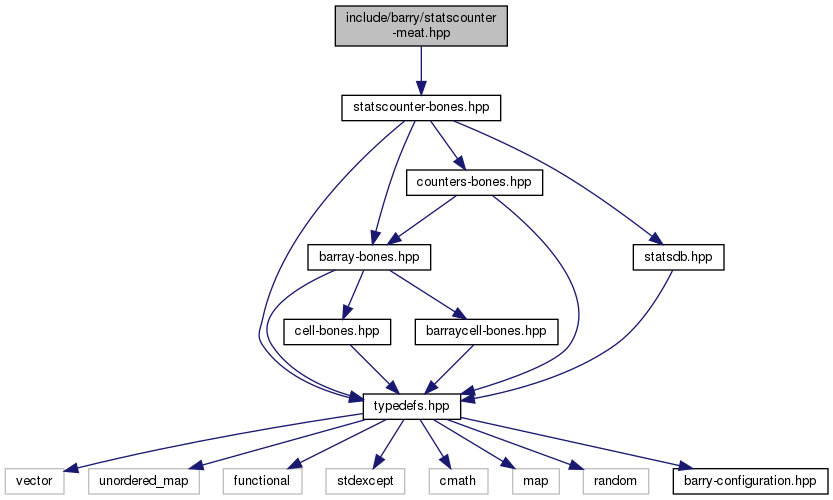 include/barry/statscounter
-meat.hpp
statscounter-bones.hpp
counters-bones.hpp
barray-bones.hpp
statsdb.hpp
cell-bones.hpp
barraycell-bones.hpp
typedefs.hpp
vector
unordered_map
functional
stdexcept
cmath
map
random
barry-configuration.hpp